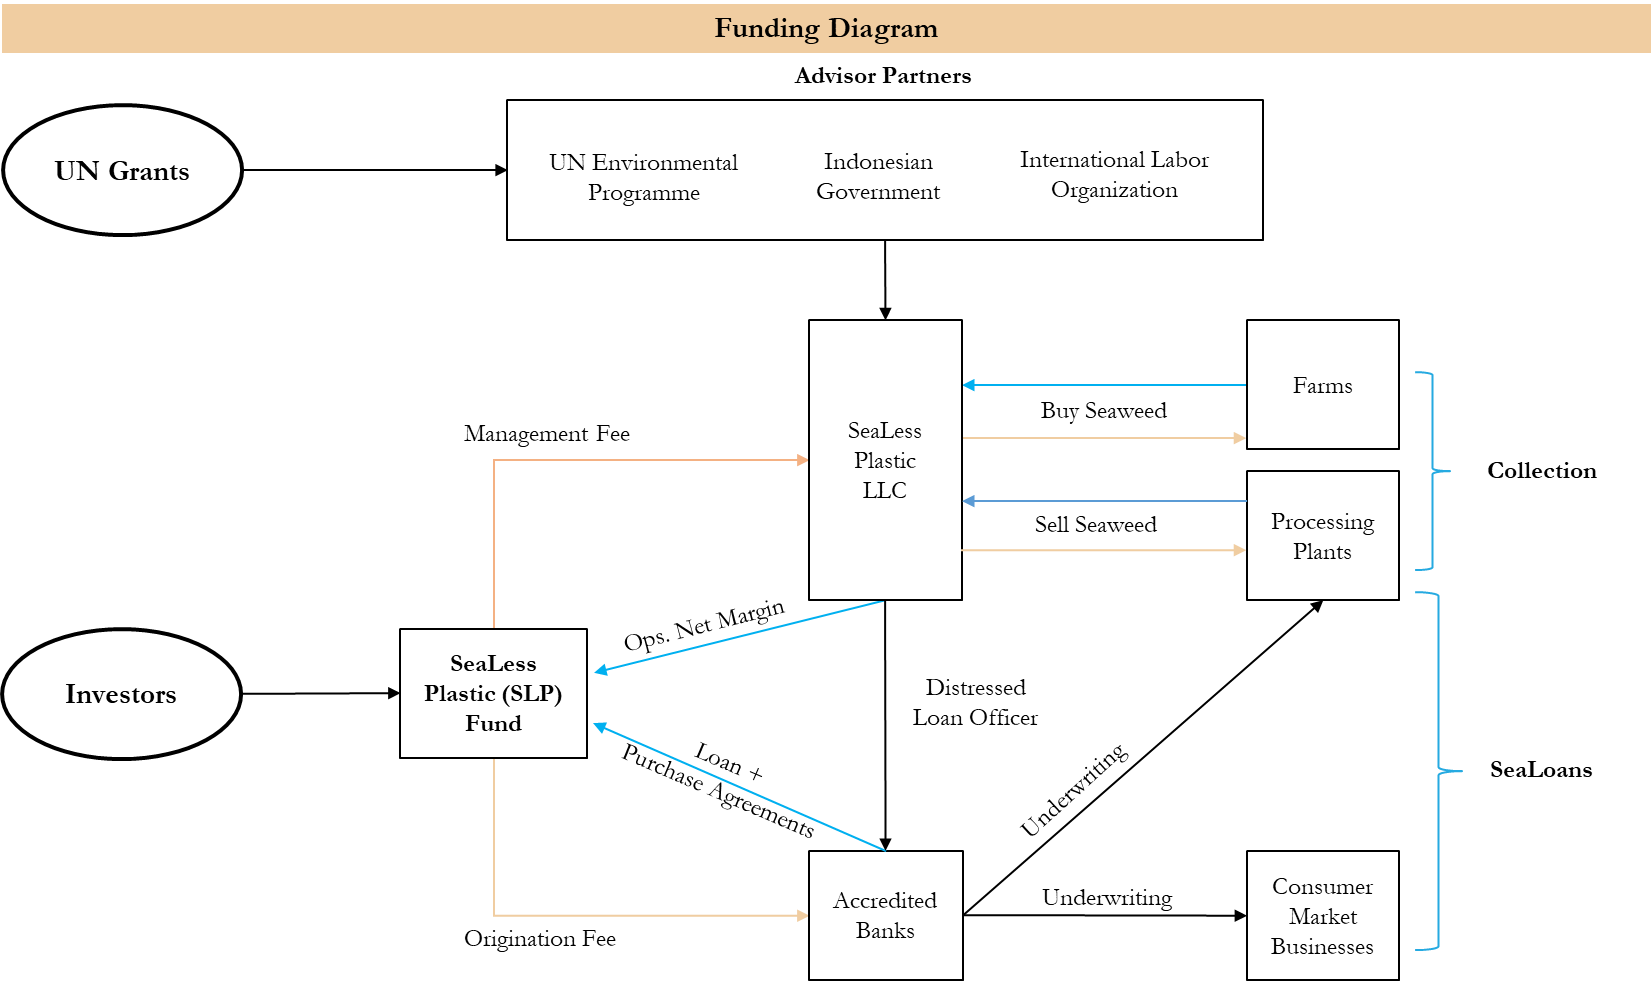 Funding Diagram
Advisor Partners
UN Grants
UN Environmental
Programme
Indonesian
Government
International Labor
Organization
SeaLess
Plastic
LLC
Farms
Buy Seaweed
Management Fee
Collection
Sell Seaweed
Processing
Plants
Ops. Net Margin
Investors
SeaLess
Plastic (SLP)
Fund
Distressed
Loan Officer
Loan +
Purchase Agreements
Underwriting
SeaLoans
Accredited
Banks
Underwriting
Consumer
Market
Businesses
Origination Fee